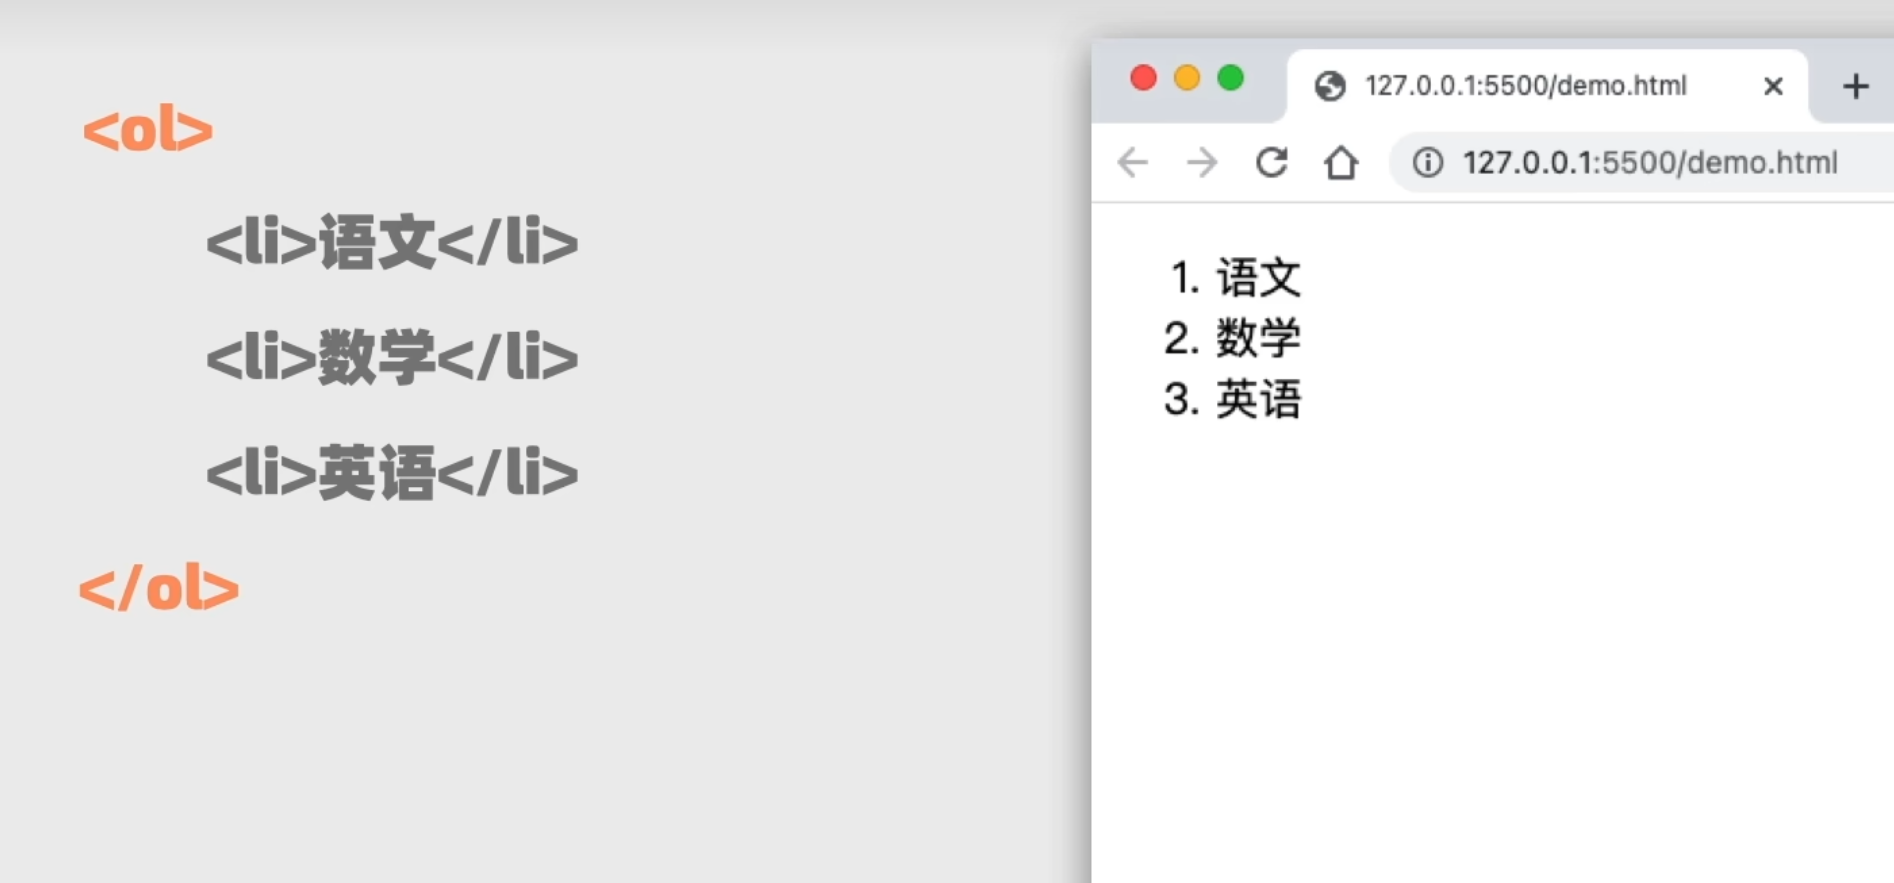 <ol>
<li>语文</li>
<li>数学</li>
<li>英语</li>
</ol>
127.0.0.1:5500/demo.html
127.0.0.1:5500/demo.html
1. 语文
2. 数学
3. 英语